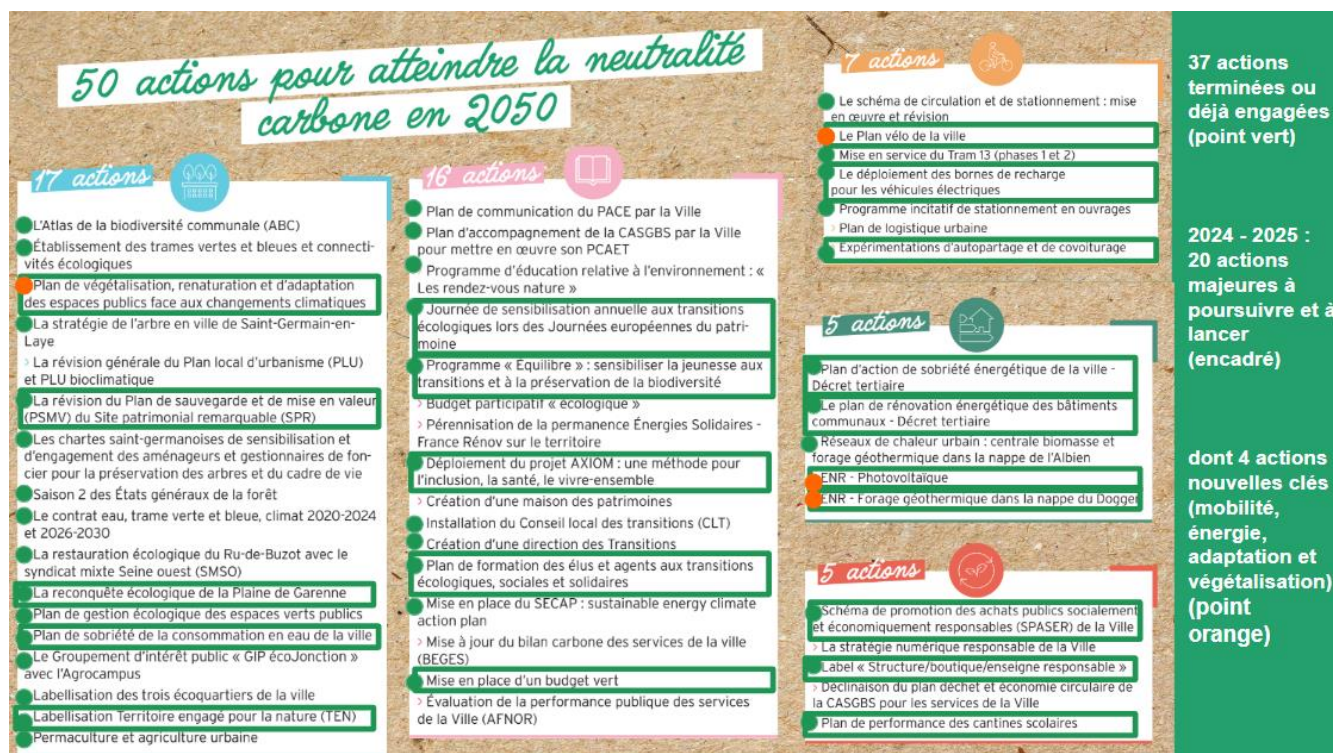 50 actions pour atteindre la neutralité
carbone en 2050
17 actions
L'Atlas de la biodiversité communale (ABC)
Établissement des trames vertes et bleues et connecti-
vités écologiques
Plan de végétalisation, renaturation et d'adaptation
des espaces publics face aux changements climatiques
La stratégie de l'arbre en ville de Saint-Germain-en-
Laye
> La révision générale du Plan local d'urbanisme (PLU)
et PLU bioclimatique
La révision du Plan de sauvegarde et de mise en valeur
(PSMV) du Site patrimonial remarquable (SPR)
Les chartes saint-germanoises de sensibilisation et
d'engagement des aménageurs et gestionnaires de fon-
cier pour la préservation des arbres et du cadre de vie
Saison 2 des États généraux de la forêt
Le contrat eau, trame verte et bleue, climat 2020-2024
et 2026-2030
La restauration écologique du Ru-de-Buzot avec le
syndicat mixte Seine ouest (SMSO)
La reconquête écologique de la Plaine de Garenne
Plan de gestion écologique des espaces verts publics
Plan de sobriété de la consommation en eau de la ville
Le Groupement d'intérêt public « GIP écoJonction »
avec l'Agrocampus
Labellisation des trois écoquartiers de la ville
Labellisation Territoire engagé pour la nature (TEN)
Permaculture et agriculture urbaine
16 actions
Plan de communication du PACE par la Ville
Plan d'accompagnement de la CASGBS par la Ville
pour mettre en œuvre son PCAET
Programme d'éducation relative à l'environnement : «
Les rendez-vous nature »
Journée de sensibilisation annuelle aux transitions
écologiques lors des Journées européennes du patri-
moine
Programme « Équilibre » : sensibiliser la jeunesse aux
transitions et à la préservation de la biodiversité
> Budget participatif « écologique »
> Pérennisation de la permanence Énergies Solidaires -
France Rénov sur le territoire
Déploiement du projet AXIOM : une méthode pour
l'inclusion, la santé, le vivre-ensemble
> Création d'une maison des patrimoines
Installation du Conseil local des transitions (CLT)
Création d'une direction des Transitions
Plan de formation des élus et agents aux transitions
écologiques, sociales et solidaires
Mise en place du SECAP : sustainable energy climate
action plan
> Mise à jour du bilan carbone des services de la ville
(BEGES)
Mise en place d'un budget vert
> Évaluation de la performance publique des services
de la Ville (AFNOR)
7 actions
Le schéma de circulation et de stationnement : mise
en œuvre et révision
Le Plan vélo de la ville
Mise en service du Tram 13 (phases 1 et 2)
Le déploiement des bornes de recharge
pour les véhicules électriques
Programme incitatif de stationnement en ouvrages
> Plan de logistique urbaine
Expérimentations d'autopartage et de covoiturage
5 actions
Plan d'action de sobriété énergétique de la ville -
Décret tertiaire
Le plan de rénovation énergétique des bâtiments
communaux - Décret tertiaire
Réseaux de chaleur urbain : centrale biomasse et
forage géothermique dans la nappe de l'Albien
ENR - Photovoltaïque
ENR - Forage géothermique dans la nappe du Dogger
5 actions
Schéma de promotion des achats publics socialement
et économiquement responsables (SPASER) de la Ville
> La stratégie numérique responsable de la Ville
Label « Structure/boutique/enseigne responsable »
> Déclinaison du plan déchet et économie circulaire de
la CASGBS pour les services de la Ville
Plan de performance des cantines scolaires
37 actions
terminées ou
déjà engagées
(point vert)
2024 - 2025 :
20 actions
majeures à
poursuivre et à
lancer
(encadré)
dont 4 actions
nouvelles clés
(mobilité,
énergie,
adaptation et
végétalisation)
(point
orange)